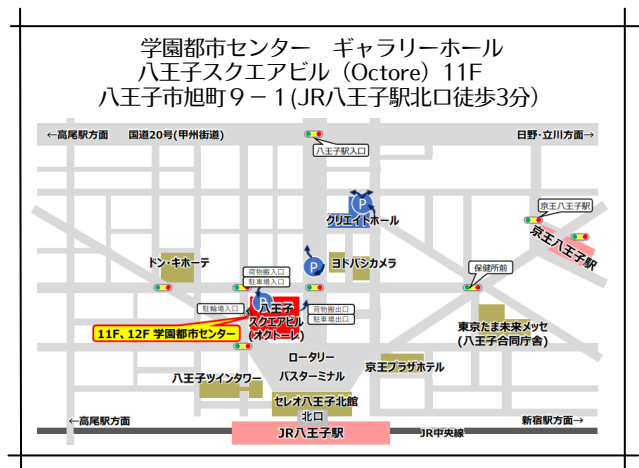 学園都市センター　ギャラリーホール
八王子スクエアビル（Octore）11F
八王子市旭町９－１(JR八王子駅北口徒歩3分）
←高尾駅方面　国道20号(甲州街道)
日野・立川方面→
八王子駅入口
P
クリエイトホール
京王八王子駅
京王八王子駅
ドン・キホーテ
荷物搬入口
駐車場入口
P
ヨドバシカメラ
保健所前
駐輪場入口
P
八王子
スクエアビル
(オクトーレ)
荷物搬出口
駐車場出口
11F、12F 学園都市センター
東京たま未来メッセ
(八王子合同庁舎)
ロータリー
バスターミナル
京王プラザホテル
八王子ツインタワー
セレオ八王子北館
北口
←高尾駅方面
新宿駅方面→
JR八王子駅
JR中央線